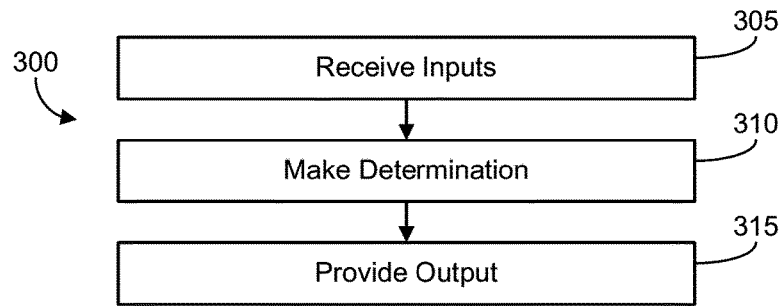 305
300
Receive Inputs
310
Make Determination
315
Provide Output